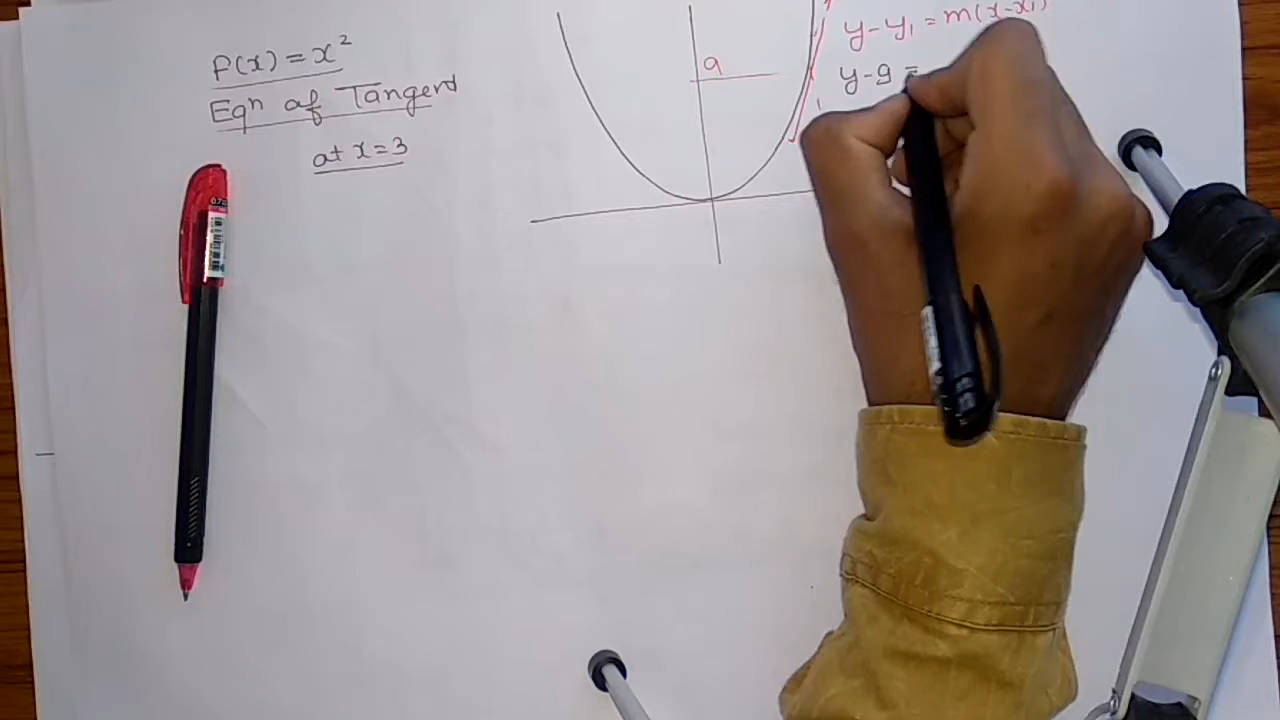 f(x) = x²
Eqⁿ of Tangent
at x = 3
9
y - y₁ = m(x - x₁)
y - 9 =